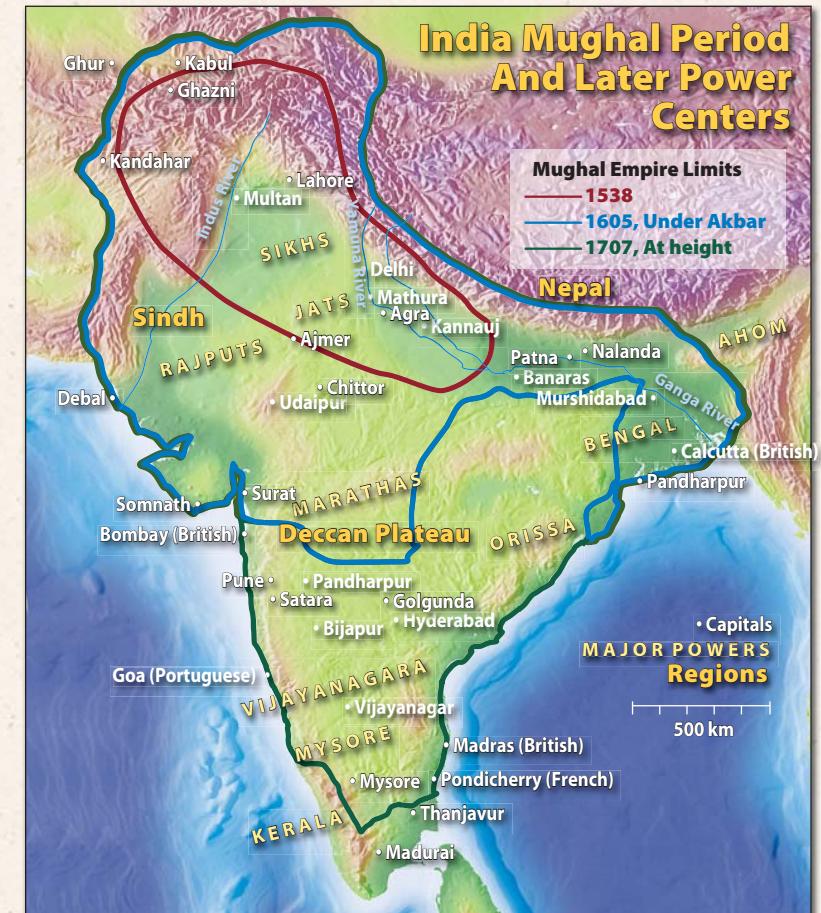 India Mughal Period
And Later Power
Centers
Mughal Empire Limits
1538
1605, Under Akbar
1707, At height
Ghur
Kabul
Ghazni
Kandahar
Indus River
Lahore
Multan
Yamuna River
SIKHS
Delhi
Nepal
Mathura
JATS
Agra
Sindh
Kannauj
AHOM
Ajmer
RAJPUTS
Patna
Nalanda
Banaras
Chittor
Udaipur
Debal
Murshidabad
Ganga River
BENGAL
Calcutta (British)
Pandharpur
Surat
MARATHAS
Somnath
Bombay (British)
Deccan Plateau
ORISSA
Pune
Pandharpur
Satara
Golgunda
Hyderabad
Bijapur
Capitals
MAJOR POWERS
Regions
500 km
Goa (Portuguese)
VIJAYANAGARA
Vijayanagar
MYSORE
Madras (British)
Mysore
Pondicherry (French)
Thanjavur
KERALA
Madurai